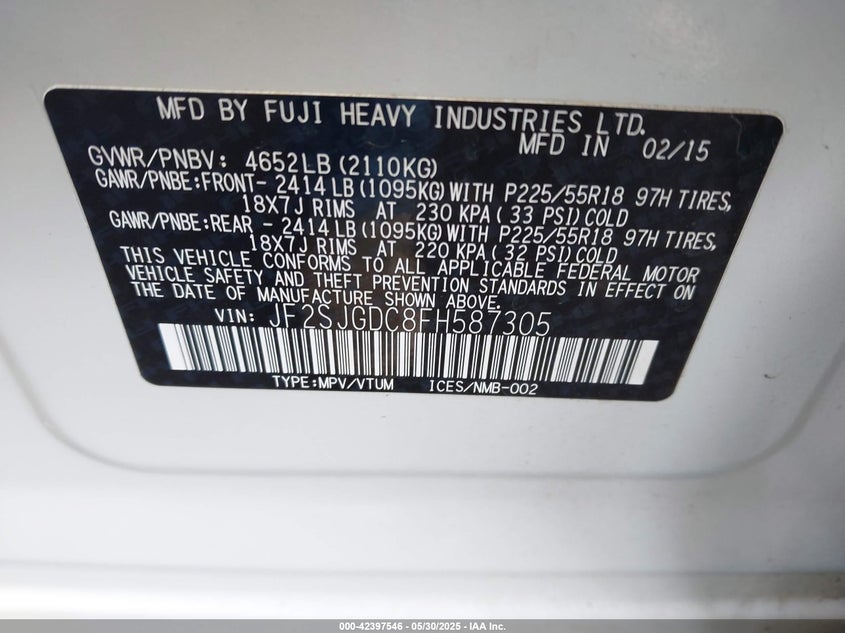 MFD BY FUJI HEAVY INDUSTRIES LTD.
MFD IN 02/15
GVWR/PNBV: 4652LB (2110KG)
GAWR/PNBE:FRONT- 2414 LB (1095KG) WITH P225/55R18 97H TIRES,
18X7J RIMS AT 230 KPA ( 33 PSI) COLD
GAWR/PNBE:REAR - 2414 LB (1095KG) WITH P225/55R18 97H TIRES,
18X7J RIMS AT 220 KPA ( 32 PSI) COLD
THIS VEHICLE CONFORMS TO ALL APPLICABLE FEDERAL MOTOR
VEHICLE SAFETY AND THEFT PREVENTION STANDARDS IN EFFECT ON
THE DATE OF MANUFACTURE SHOWN ABOVE.
VIN: JF2SJGDC8FH587305
TYPE:MPV/VTUM ICES/NMB-002
000-42397546 - 05/30/2025 - IAA Inc.